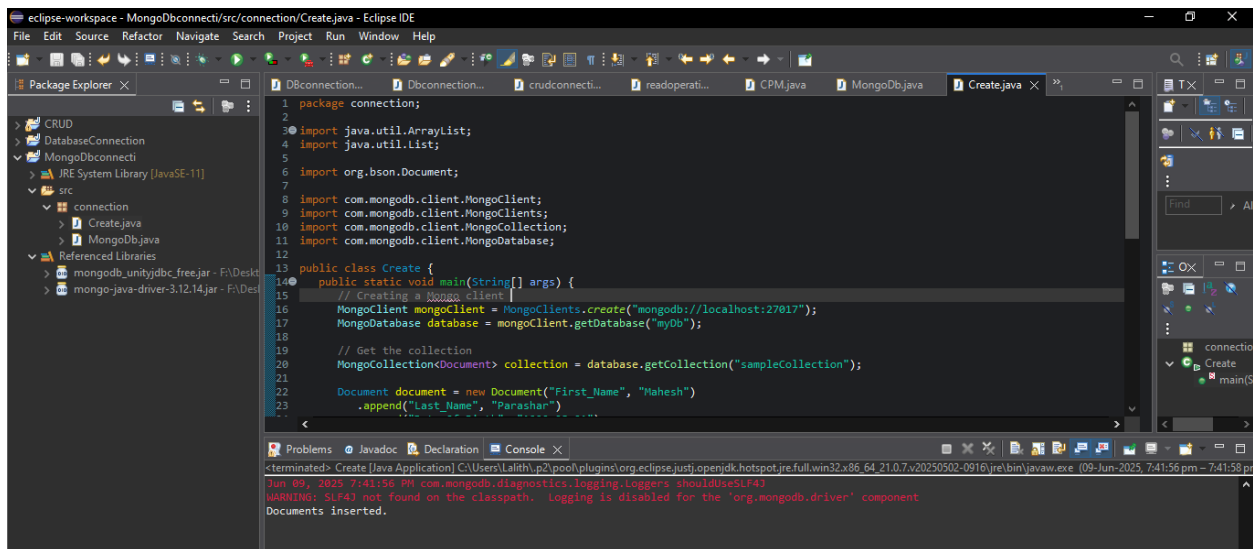 eclipse-workspace - MongoDbconnecti/src/connection/Create.java - Eclipse IDE
File Edit Source Refactor Navigate Search Project Run Window Help
Package Explorer
CRUD
DatabaseConnection
MongoDbconnecti
JRE System Library [JavaSE-11]
src
connection
Create.java
MongoDb.java
Referenced Libraries
mongodb_unityjdbc_free.jar - F:\Deskt
mongo-java-driver-3.12.14.jar - F:\Desl
DBconnection... Dbconnection... crudconnecti... readoperati... CPM.java MongoDb.java Create.java
1 package connection;
2
3 import java.util.ArrayList;
4 import java.util.List;
5
6 import org.bson.Document;
7
8 import com.mongodb.client.MongoClient;
9 import com.mongodb.client.MongoClients;
10 import com.mongodb.client.MongoCollection;
11 import com.mongodb.client.MongoDatabase;
12
13 public class Create {
14 public static void main(String[] args) {
15 // Creating a Mongo client
16 MongoClient mongoClient = MongoClients.create("mongodb://localhost:27017");
17 MongoDatabase database = mongoClient.getDatabase("myDb");
18
19 // Get the collection
20 MongoCollection<Document> collection = database.getCollection("sampleCollection");
21
22 Document document = new Document("First_Name", "Mahesh")
23 .append("Last_Name", "Parashar")
Find Al
connectio
Create
main(S
Problems Javadoc Declaration Console
<terminated> Create [Java Application] C:\Users\Lalith\.p2\pool\plugins\org.eclipse.justj.openjdk.hotspot.jre.full.win32.x86_64_21.0.7.v20250502-0916\jre\bin\javaw.exe (09-Jun-2025, 7:41:56 pm – 7:41:58 pr
Jun 09, 2025 7:41:56 PM com.mongodb.diagnostics.logging.Loggers shouldUseSLF4J
WARNING: SLF4J not found on the classpath. Logging is disabled for the 'org.mongodb.driver' component
Documents inserted.